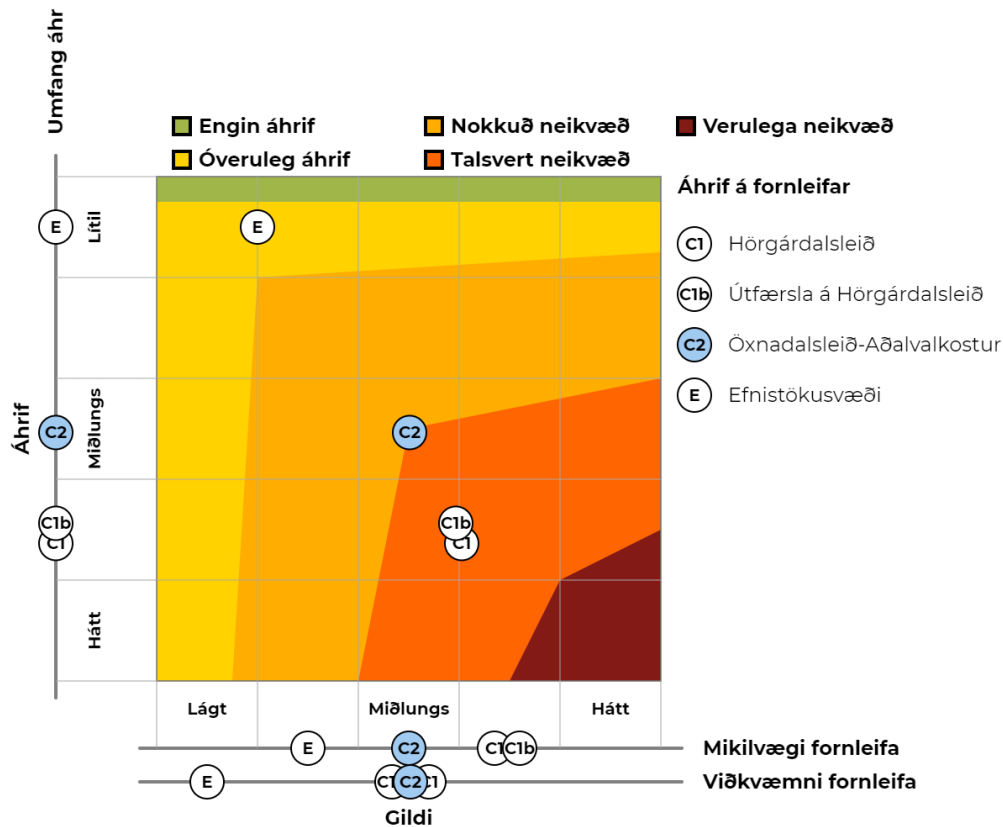 Umfang áhr
Engin áhrif
Nokkuð neikvæð
Verulega neikvæð
Óveruleg áhrif
Talsvert neikvæð
Áhrif á fornleifar
C1 Hörgárdalsleið
C1b Útfærsla á Hörgárdalsleið
C2 Öxnadalsleið-Aðalvalkostur
E Efnistökusvæði
E
Lítil
E
Áhrif
C2
Miðlungs
C2
C1b
C1
C1b
C1
Hátt
Lágt
Miðlungs
Hátt
E
C2
C1
C1b
Mikilvægi fornleifa
E
C1
C2
C1
Viðkvæmni fornleifa
Gildi